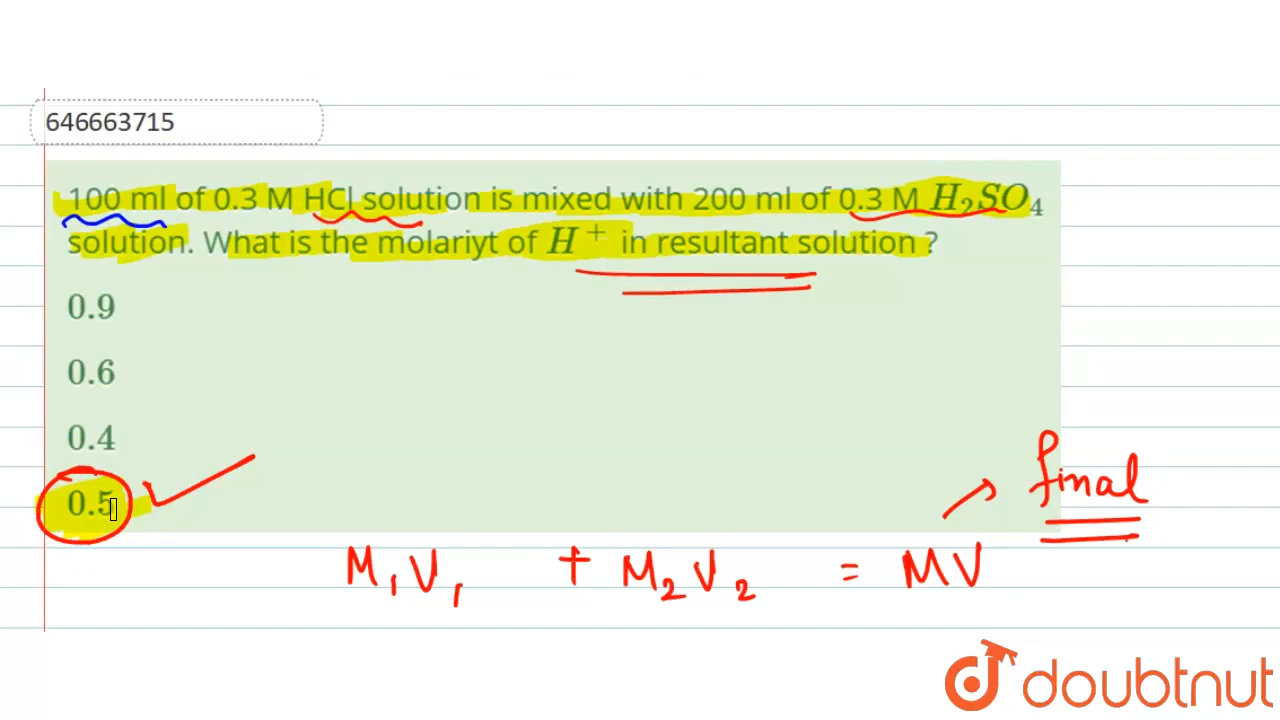 646663715
100 ml of 0.3 M HCl solution is mixed with 200 ml of 0.3 M H₂SO₄
solution. What is the molariyt of H⁺ in resultant solution ?
0.9
0.6
0.4
0.5
final
M₁V₁ + M₂V₂ = MV
doubtnut